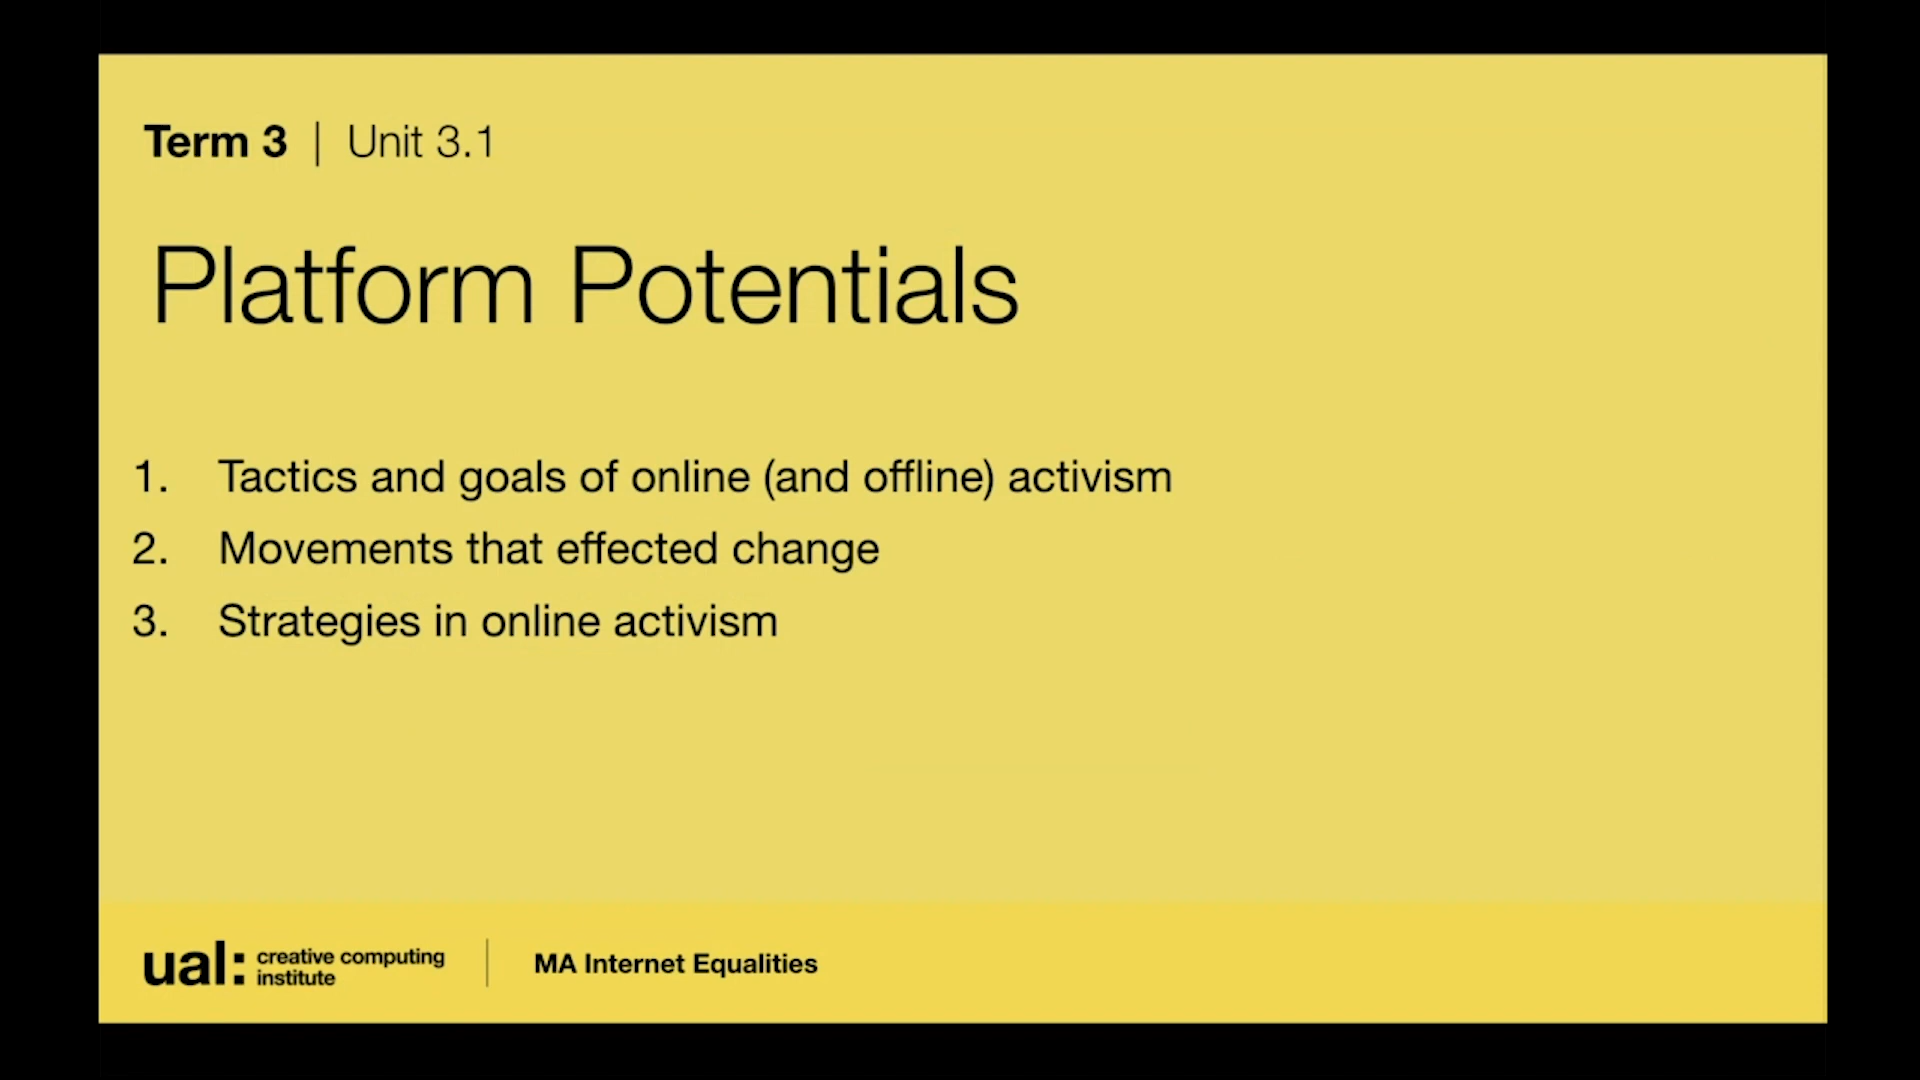 Term 3 | Unit 3.1
Platform Potentials
1. Tactics and goals of online (and offline) activism
2. Movements that effected change
3. Strategies in online activism
ual: creative computing
institute
MA Internet Equalities